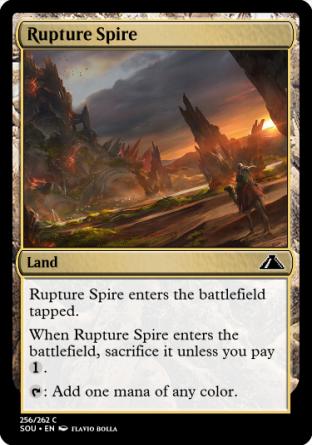 Rupture Spire
Land
Rupture Spire enters the battlefield
tapped.
When Rupture Spire enters the
battlefield, sacrifice it unless you pay
1 .
: Add one mana of any color.
256/262 C
SOU • EN FLAVIO BOLLA